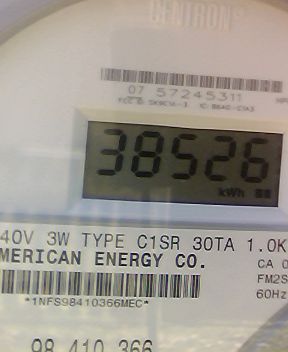 CENTRON®
07 57245311
38526
kWh
40V 3W TYPE C1SR 30TA 1.0K
MERICAN ENERGY CO.
CA 0
FM2S
*1NFS98410366MEC*
60Hz
98 410 366